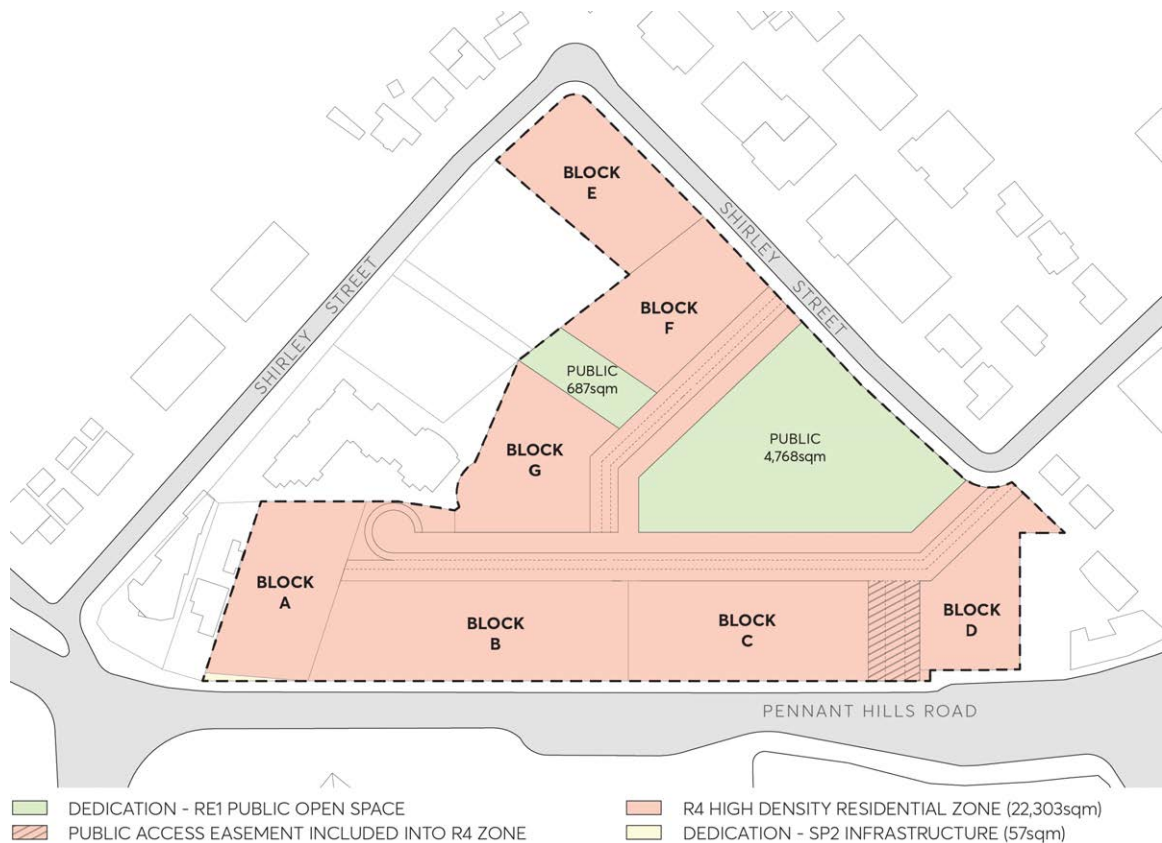 BLOCK
E
SHIRLEY STREET
SHIRLEY STREET
BLOCK
F
PUBLIC
687sqm
PUBLIC
4,768sqm
BLOCK
G
BLOCK
A
BLOCK
B
BLOCK
C
BLOCK
D
PENNANT HILLS ROAD
DEDICATION - RE1 PUBLIC OPEN SPACE
PUBLIC ACCESS EASEMENT INCLUDED INTO R4 ZONE
R4 HIGH DENSITY RESIDENTIAL ZONE (22,303sqm)
DEDICATION - SP2 INFRASTRUCTURE (57sqm)